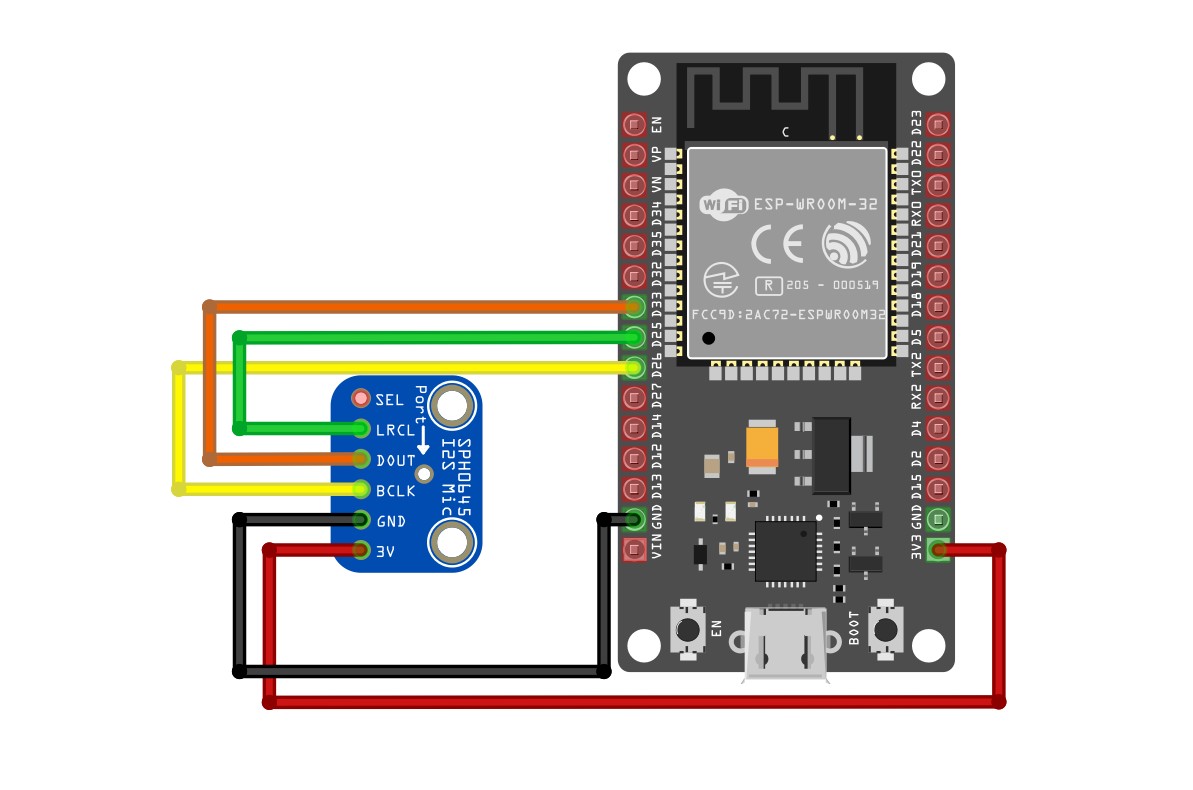 C
WiFi ESP-WROOM-32
CE
R 205 - 000519
FCC9D:2AC72-ESPWROOM32
EN
VP
VN
D34
D35
D32
D33
D25
D26
D27
D14
D12
D13
GND
VIN
D23
D22
TX0
RX0
D21
D19
D18
D5
TX2
RX2
D4
D2
D15
GND
3V3
EN
BOOT
SEL
LRCL
DOUT
BCLK
GND
3V
Port
SPH0645
I2S Mic